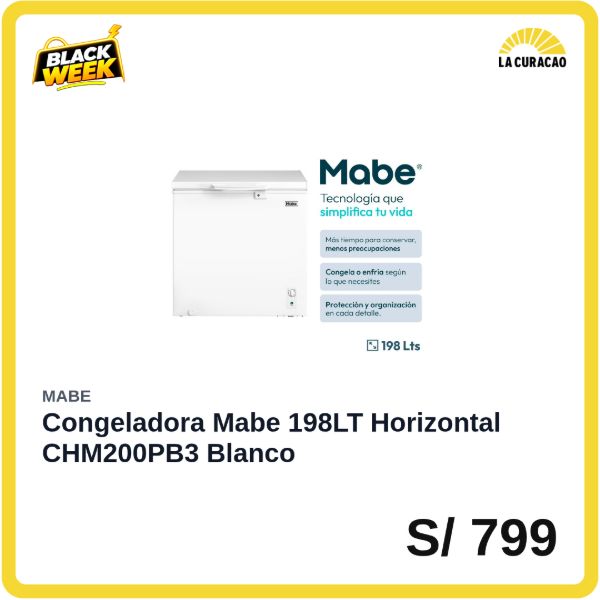 BLACK
WEEK
LA CURACAO
Mabe®
Tecnología que
simplifica tu vida
Más tiempo para conservar,
menos preocupaciones
Congela o enfría según
lo que necesites
Protección y organización
en cada detalle.
198 Lts
Mabe
MABE
Congeladora Mabe 198LT Horizontal
CHM200PB3 Blanco
S/ 799